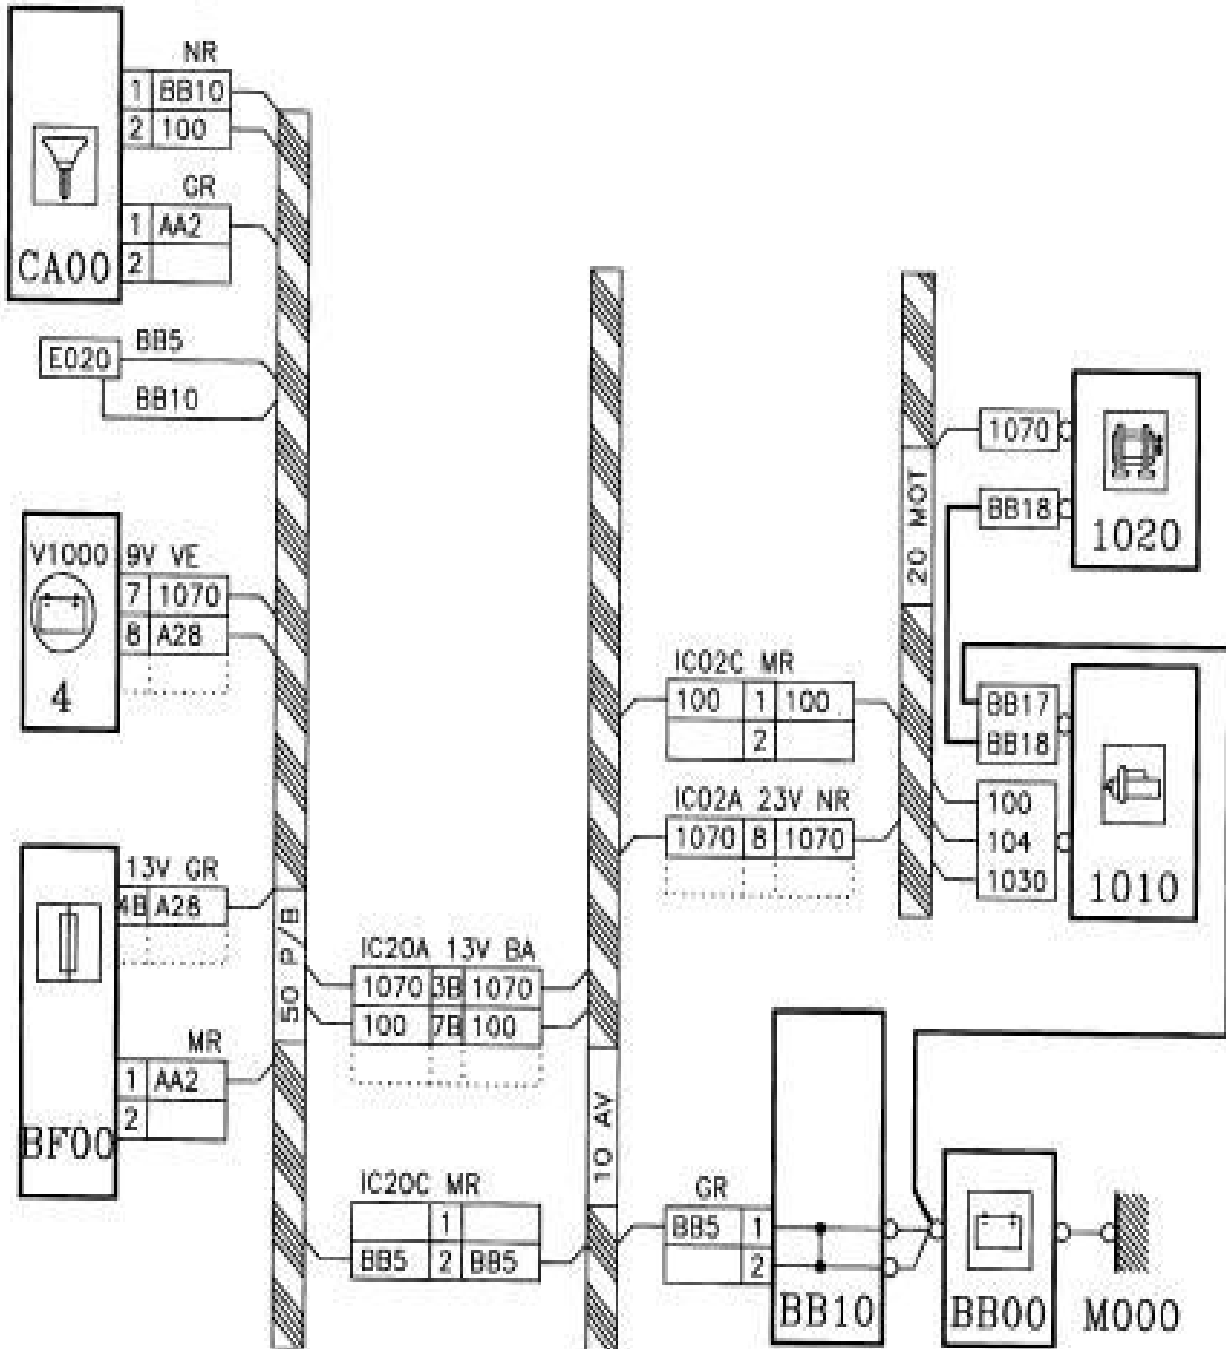 NR
1 BB10
2 100
GR
1 AA2
2
CA00
E020
BB5
BB10
V1000
9V VE
7 1070
8 A28
4
13V GR
4B A28
MR
1 AA2
2
BF00
50 P/B
IC20A 13V BA
1070 3B 1070
100 7B 100
IC20C MR
1
BB5 2 BB5
10 AV
IC02C MR
100 1 100
2
IC02A 23V NR
1070 8 1070
20 MOT
1070
BB18
1020
BB17
BB18
100
104
1030
1010
GR
BB5 1
2
BB10
BB00
M000